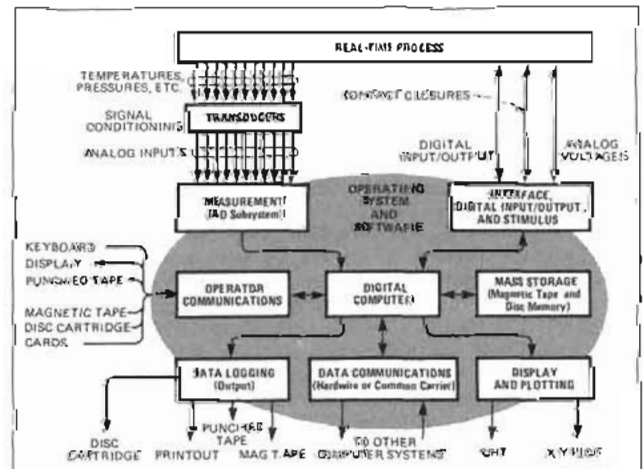 REAL-TIME PROCESS
TEMPERATURES,
PRESSURES, ETC.
CONTACT CLOSURES
SIGNAL
CONDITIONING
TRANSDUCERS
ANALOG INPUTS
DIGITAL
INPUT/OUTPUT
ANALOG
VOLTAGES
MEASUREMENT
(A/D Subsystem)
OPERATING
SYSTEM
AND
SOFTWARE
INTERFACE,
DIGITAL INPUT/OUTPUT,
AND STIMULUS
KEYBOARD
DISPLAY
PUNCHED TAPE
MAGNETIC TAPE
DISC CARTRIDGE
CARDS
OPERATOR
COMMUNICATIONS
DIGITAL
COMPUTER
MASS STORAGE
(Magnetic Tape and
Disc Memory)
DATA LOGGING
(Output)
DATA COMMUNICATIONS
(Hardwire or Common Carrier)
DISPLAY
AND PLOTTING
DISC
CARTRIDGE
PRINTOUT
PUNCHED
TAPE
MAG TAPE
TO OTHER
COMPUTER SYSTEMS
CRT